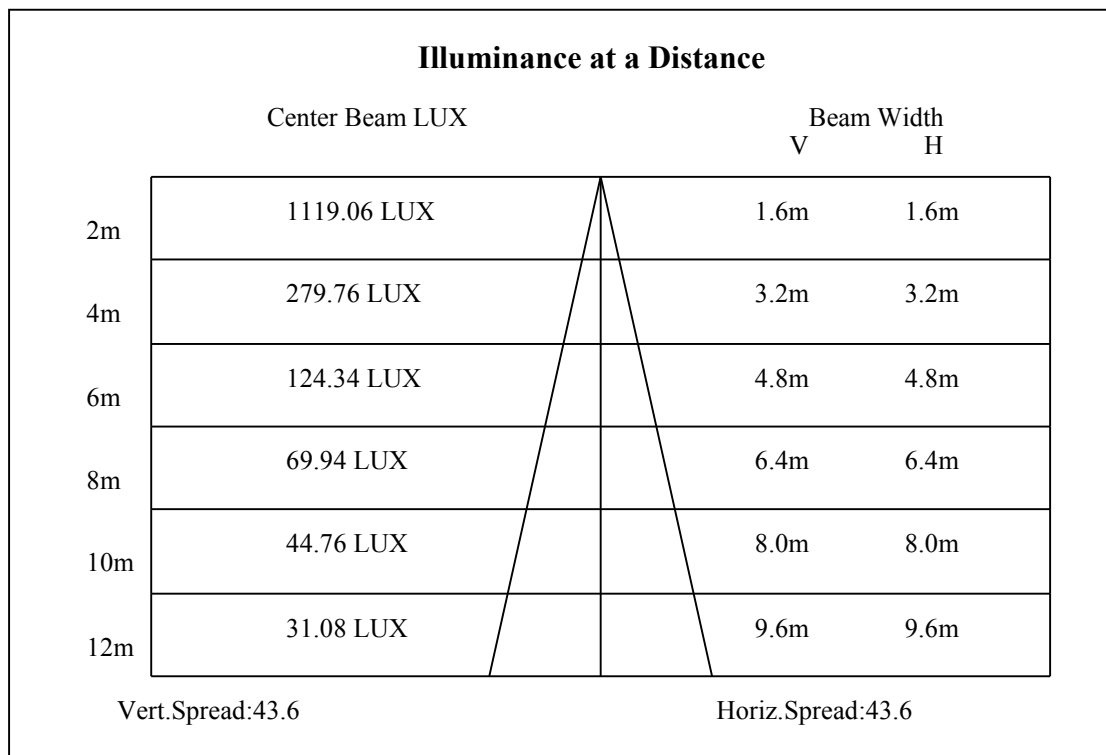 Illuminance at a Distance
Center Beam LUX Beam Width
V H
1119.06 LUX 1.6m 1.6m
2m
279.76 LUX 3.2m 3.2m
4m
124.34 LUX 4.8m 4.8m
6m
69.94 LUX 6.4m 6.4m
8m
44.76 LUX 8.0m 8.0m
10m
31.08 LUX 9.6m 9.6m
12m
Vert.Spread:43.6 Horiz.Spread:43.6